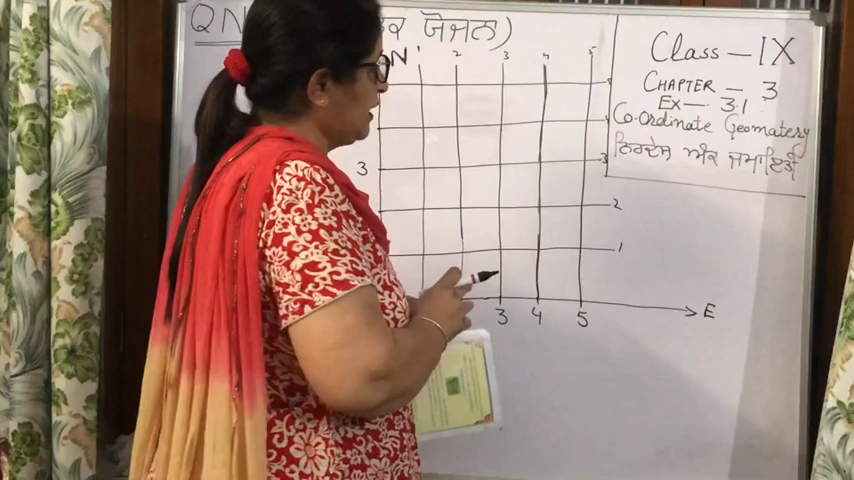 QN
ਯੋਜਨਾ)
N
1 2 3 4 5
3
3
2
1
3 4 5
E
Class - IX
CHAPTER - 3
EX-- 3.1
Co-Ordinate Geomatery
ਨਿਰਦੇਸ਼ ਅੰਕ ਜਮਾਇਤੀ